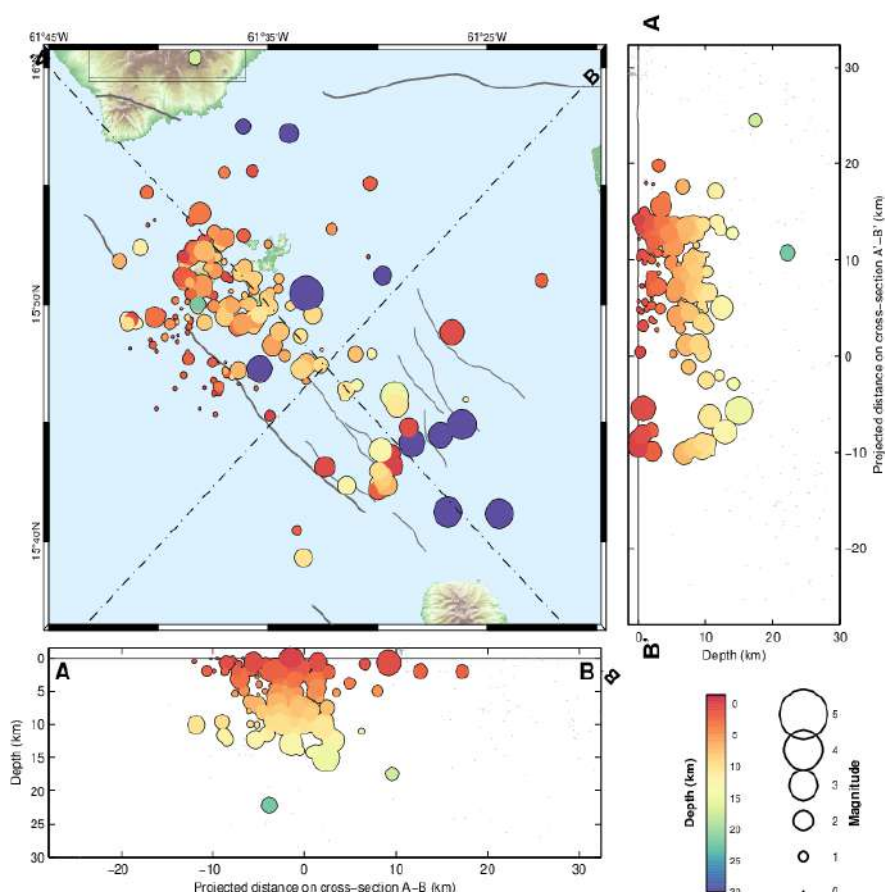 61°45'W 61°35'W 61°25'W
A
B
15°50'N
15°40'N
A
30
20
10
0
−10
−20
Projected distance on cross−section A'−B' (km)
0 10 20 30
Depth (km)
B'
A B
B
0
5
10
15
20
25
30
Depth (km)
−20 −10 0 10 20 30
Projected distance on cross−section A−B (km)
Depth (km)
0
5
10
15
20
25
30
5
4
3
2
1
0
Magnitude